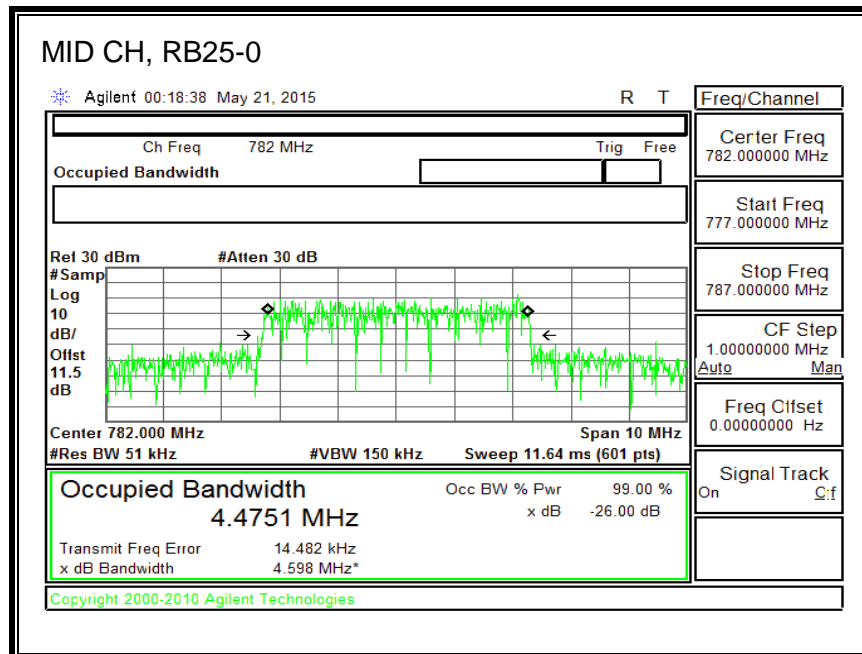 MID CH, RB25-0
Agilent 00:18:38 May 21, 2015 R T
Freq/Channel
Ch Freq 782 MHz Trig Free
Occupied Bandwidth
Center Freq
782.000000 MHz
Start Freq
777.000000 MHz
Stop Freq
787.000000 MHz
CF Step
1.00000000 MHz
Auto Man
Freq Offset
0.00000000 Hz
Signal Track
On
Ref 30 dBm #Atten 30 dB
#Samp
Log
10
dB/
Offst
11.5
dB
Center 782.000 MHz Span 10 MHz
#Res BW 51 kHz #VBW 150 kHz Sweep 11.64 ms (601 pts)
Occupied Bandwidth Occ BW % Pwr 99.00 %
4.4751 MHz x dB -26.00 dB
Transmit Freq Error 14.482 kHz
x dB Bandwidth 4.598 MHz*
Copyright 2000-2010 Agilent Technologies